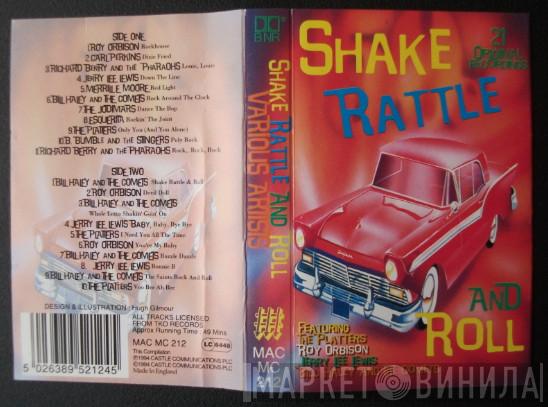 SIDE ONE
1.ROY ORBISON Rockhouse
2.CARL PERKINS Dixie Fried
3.RICHARD BERRY AND THE PHARAOHS Louie, Louie
4.JERRY LEE LEWIS Down The Line
5.MERRILE MOORE Red Light
6.BILL HALEY AND THE COMETS Rock Around The Clock
7.THE JODIMARS Dance The Bop
8.ESQUERITA Rockin' The Joint
9.THE PLATTERS Only You (And You Alone)
10.B. BUMBLE AND THE STINGERS
11.RICHARD BERRY AND THE PHARAOHS Rock, Rock, Rock
SIDE TWO
1.BILL HALEY AND THE COMETS Shake Rattle & Roll
2.ROY ORBISON Devil Doll
3.BILL HALEY AND THE COMETS
Whole Lotta Shakin' Goin' On
4.JERRY LEE LEWIS BABY, Baby, Bye Bye
5.THE PLATTERS I Need You All The Time
6.ROY ORBISON You're My Baby
7.BILL HALEY AND THE COMETS Razzle Dazzle
8. JERRY LEE LEWIS Bonnie B
9.BILL HALEY AND THE COMETS The Saints Rock And Roll
10.THE PLATTERS Voo Bee Ah Bee
DESIGN & ILLUSTRATION : Hugh Gilmour
ALL TRACKS LICENSED
FROM TKO RECORDS
Approx Running Time : 49 Mins
MAC MC 212
LC 6448
This Compilation
©1994 CASTLE COMMUNICATIONS PLC
℗1994 CASTLE COMMUNICATIONS PLC
Made in England
5 026389 521245
DOLBY
B NR
SHAKE RATTLE AND ROLL
VARIOUS ARTISTS
MAC
MC
212
SHAKE
RATTLE
AND
ROLL
21
ORIGINAL
RECORDINGS
FEATURING
THE PLATTERS
ROY ORBISON
JERRY LEE LEWIS
МАРКЕТ ВИНИЛА